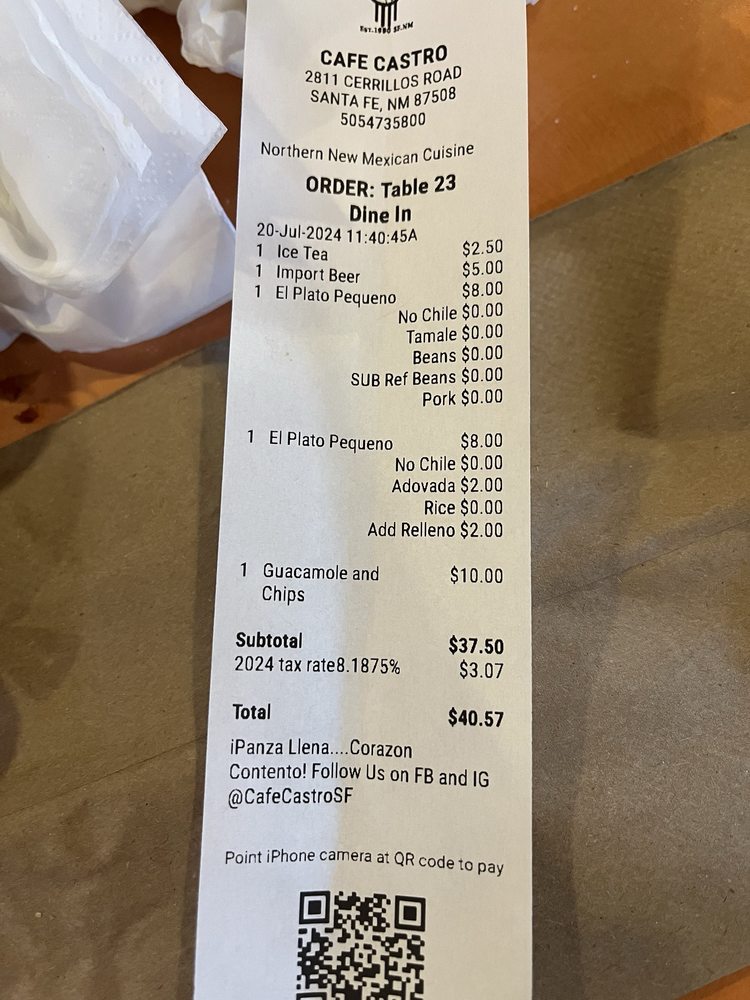 EST.1990 SF.NM
CAFE CASTRO
2811 CERRILLOS ROAD
SANTA FE, NM 87508
5054735800
Northern New Mexican Cuisine
ORDER: Table 23
Dine In
20-Jul-2024 11:40:45A
1 Ice Tea $2.50
1 Import Beer $5.00
1 El Plato Pequeno $8.00
No Chile $0.00
Tamale $0.00
Beans $0.00
SUB Ref Beans $0.00
Pork $0.00
1 El Plato Pequeno $8.00
No Chile $0.00
Adovada $2.00
Rice $0.00
Add Relleno $2.00
1 Guacamole and $10.00
Chips
Subtotal $37.50
2024 tax rate8.1875% $3.07
Total $40.57
iPanza Llena....Corazon
Contento! Follow Us on FB and IG
@CafeCastroSF
Point iPhone camera at QR code to pay